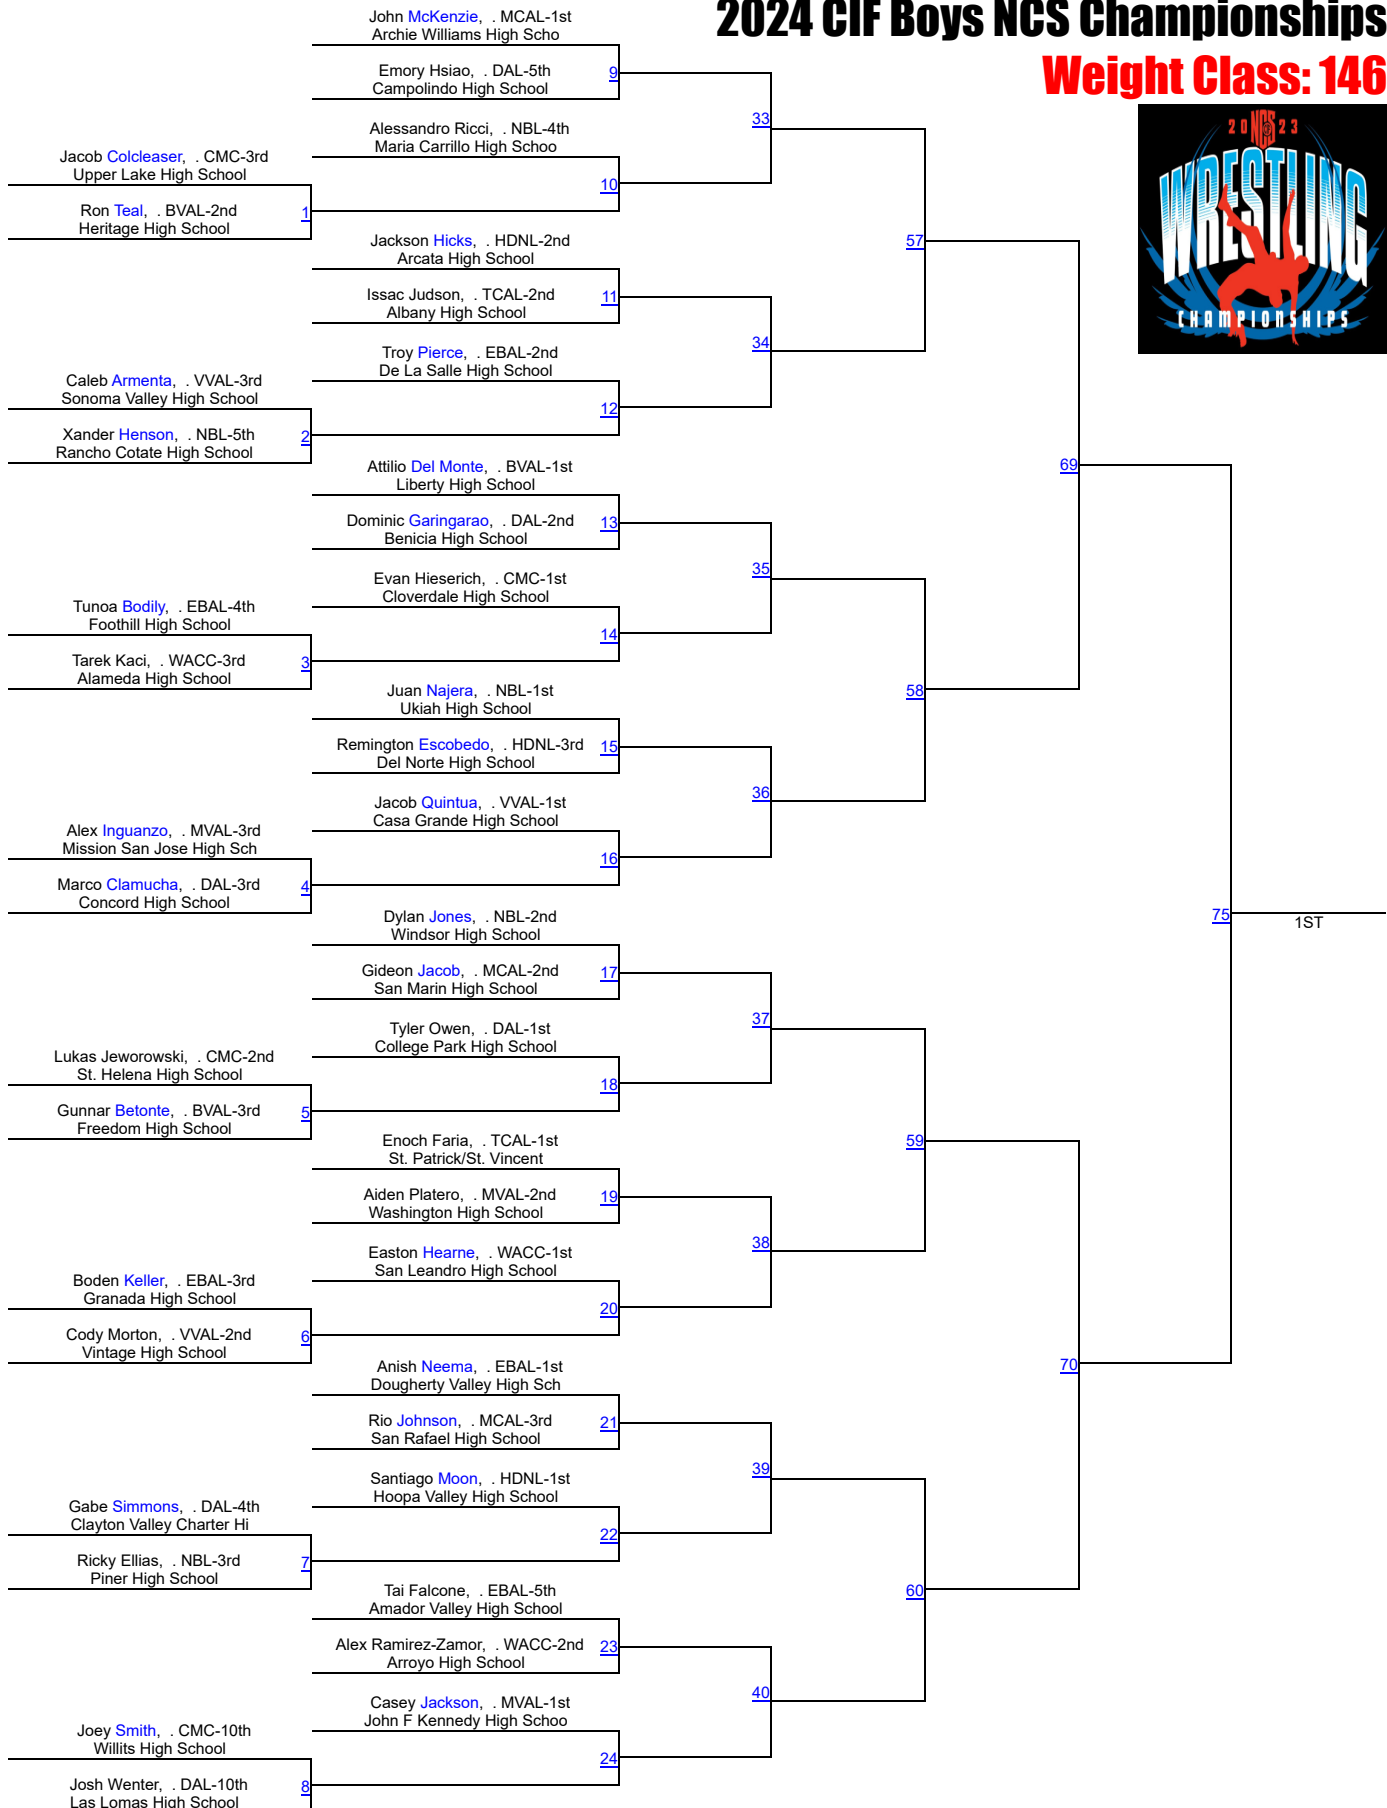 2024 CIF Boys NCS Championships
Weight Class: 146
20 NCS 23
WRESTLING
CHAMPIONSHIPS
John McKenzie, . MCAL-1st
Archie Williams High Scho
Emory Hsiao, . DAL-5th
Campolindo High School
9
33
Alessandro Ricci, . NBL-4th
Maria Carrillo High Schoo
10
Jacob Colcleaser, . CMC-3rd
Upper Lake High School
Ron Teal, . BVAL-2nd
Heritage High School
1
Jackson Hicks, . HDNL-2nd
Arcata High School
57
Issac Judson, . TCAL-2nd
Albany High School
11
34
Troy Pierce, . EBAL-2nd
De La Salle High School
12
Caleb Armenta, . VVAL-3rd
Sonoma Valley High School
Xander Henson, . NBL-5th
Rancho Cotate High School
2
69
Attilio Del Monte, . BVAL-1st
Liberty High School
Dominic Garingarao, . DAL-2nd
Benicia High School
13
35
Evan Hieserich, . CMC-1st
Cloverdale High School
14
Tunoa Bodily, . EBAL-4th
Foothill High School
Tarek Kaci, . WACC-3rd
Alameda High School
3
58
Juan Najera, . NBL-1st
Ukiah High School
Remington Escobedo, . HDNL-3rd
Del Norte High School
15
36
Jacob Quintua, . VVAL-1st
Casa Grande High School
16
Alex Inguanzo, . MVAL-3rd
Mission San Jose High Sch
Marco Clamucha, . DAL-3rd
Concord High School
4
75
1ST
Dylan Jones, . NBL-2nd
Windsor High School
Gideon Jacob, . MCAL-2nd
San Marin High School
17
37
Tyler Owen, . DAL-1st
College Park High School
18
Lukas Jeworowski, . CMC-2nd
St. Helena High School
Gunnar Betonte, . BVAL-3rd
Freedom High School
5
59
Enoch Faria, . TCAL-1st
St. Patrick/St. Vincent
Aiden Platero, . MVAL-2nd
Washington High School
19
38
Easton Hearne, . WACC-1st
San Leandro High School
20
Boden Keller, . EBAL-3rd
Granada High School
Cody Morton, . VVAL-2nd
Vintage High School
6
70
Anish Neema, . EBAL-1st
Dougherty Valley High Sch
Rio Johnson, . MCAL-3rd
San Rafael High School
21
39
Santiago Moon, . HDNL-1st
Hoopa Valley High School
22
Gabe Simmons, . DAL-4th
Clayton Valley Charter Hi
Ricky Ellias, . NBL-3rd
Piner High School
7
60
Tai Falcone, . EBAL-5th
Amador Valley High School
Alex Ramirez-Zamor, . WACC-2nd
Arroyo High School
23
40
Casey Jackson, . MVAL-1st
John F Kennedy High Schoo
24
Joey Smith, . CMC-10th
Willits High School
Josh Wenter, . DAL-10th
Las Lomas High School
8